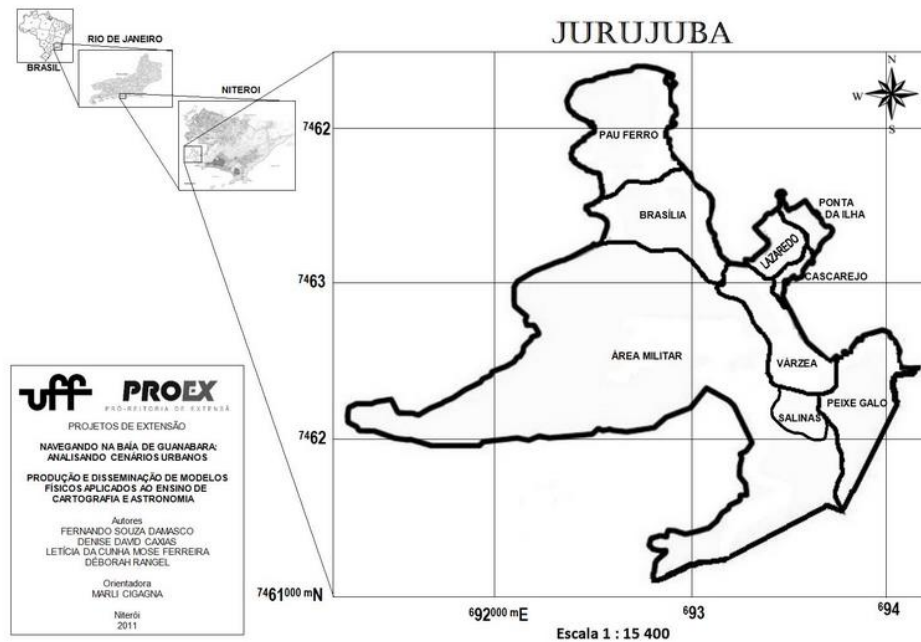 JURUJUBA
RIO DE JANEIRO
BRASIL
NITEROI
N
W
S
7462
PAU FERRO
BRASÍLIA
PONTA
DA ILHA
LAZAREDO
CASCAREJO
7463
ÁREA MILITAR
VÁRZEA
PEIXE GALO
SALINAS
7462
7461000 mN
692000 mE
693
694
Escala 1 : 15 400
uff
PROEX
PRÓ-REITORIA DE EXTENSÃ
PROJETOS DE EXTENSÃO
NAVEGANDO NA BAÍA DE GUANABARA:
ANALISANDO CENÁRIOS URBANOS
PRODUÇÃO E DISSEMINAÇÃO DE MODELOS
FÍSICOS APLICADOS AO ENSINO DE
CARTOGRAFIA E ASTRONOMIA
Autores
FERNANDO SOUZA DAMASCO
DENISE DAVID CAXIAS
LETÍCIA DA CUNHA MOSE FERREIRA
DÉBORAH RANGEL
Orientadora
MARLI CIGAGNA
Niterói
2011